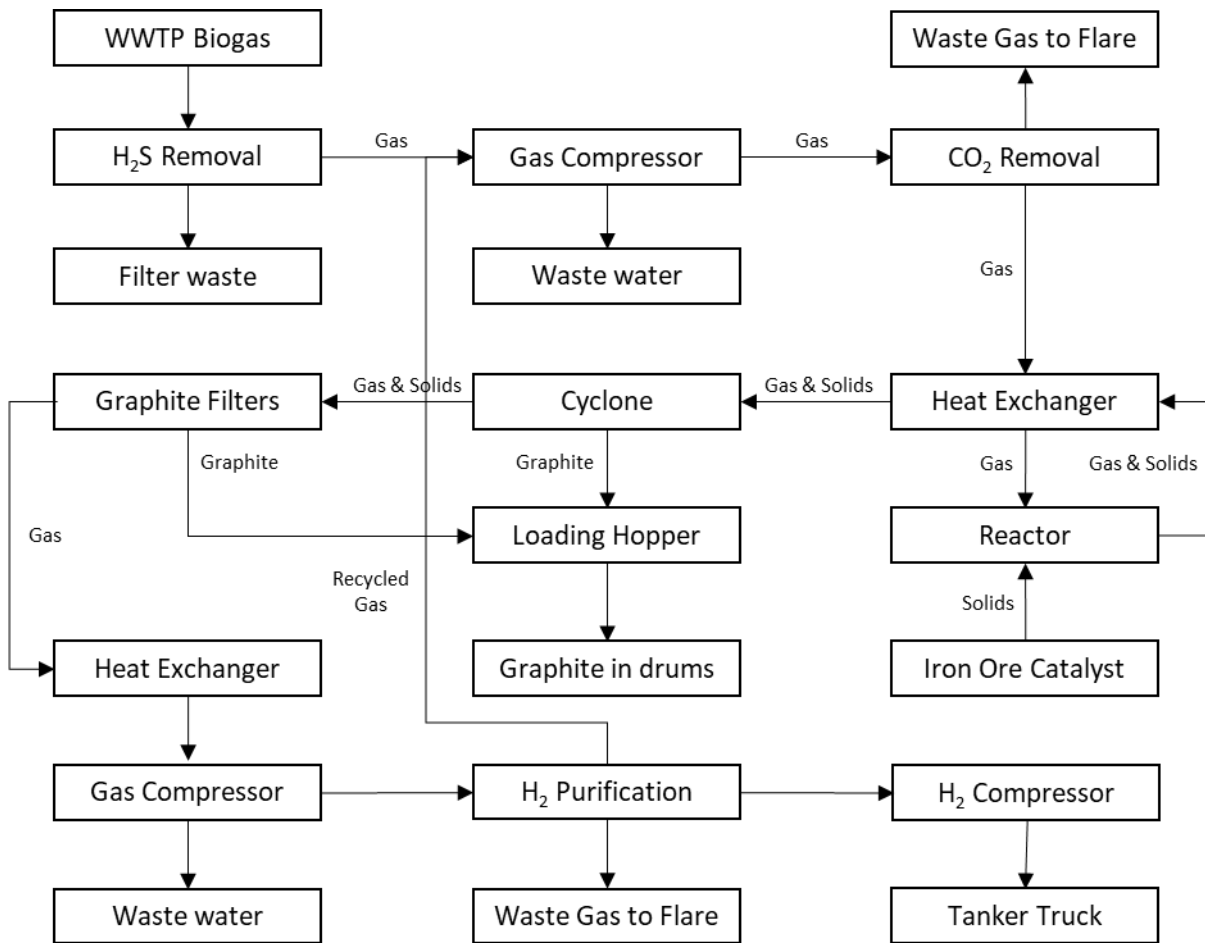 WWTP Biogas
Waste Gas to Flare
H₂S Removal
Gas
Gas Compressor
Gas
CO₂ Removal
Filter waste
Waste water
Gas
Graphite Filters
Gas & Solids
Cyclone
Gas & Solids
Heat Exchanger
Graphite
Graphite
Gas
Gas & Solids
Gas
Loading Hopper
Reactor
Recycled
Gas
Solids
Heat Exchanger
Graphite in drums
Iron Ore Catalyst
Gas Compressor
H₂ Purification
H₂ Compressor
Waste water
Waste Gas to Flare
Tanker Truck